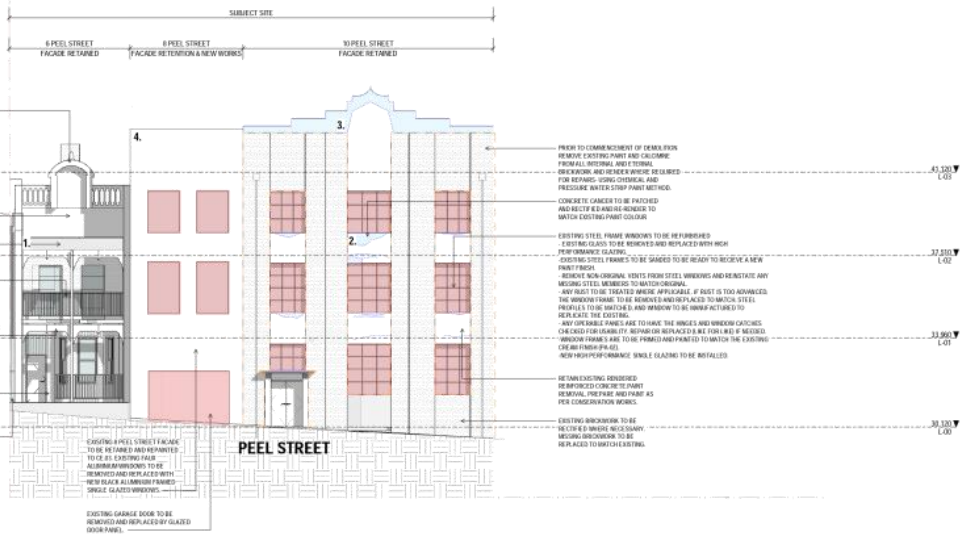 SUBJECT SITE
6 PEEL STREET
FACADE RETAINED
8 PEEL STREET
FACADE RETENTION & NEW WORKS
10 PEEL STREET
FACADE RETAINED
4.
3.
1.
2.
PRIOR TO COMMENCEMENT OF DEMOLITION
REMOVE EXISTING PAINT AND CALCIMINE
FROM ALL INTERNAL AND ETERNAL
BRICKWORK AND RENDER WHERE REQUIRED
FOR REPAIRS- USING CHEMICAL AND
PRESSURE WATER STRIP PAINT METHOD.
41.120
L-03
CONCRETE CANCER TO BE PATCHED
AND RECTIFIED AND RE-RENDER TO
MATCH EXISTING PAINT COLOUR
EXISTING STEEL FRAME WINDOWS TO BE REFURBISHED
- EXISTING GLASS TO BE REMOVED AND REPLACED WITH HIGH
PERFORMANCE GLAZING.
-EXISTING STEEL FRAMES TO BE SANDED TO BE READY TO RECIEVE A NEW
PAINT FINISH.
- REMOVE NON-ORIGINAL VENTS FROM STEEL WINDOWS AND REINSTATE ANY
MISSING STEEL MEMBERS TO MATCH ORIGINAL.
- ANY RUST TO BE TREATED WHERE APPLICABLE. IF RUST IS TOO ADVANCED
THE WINDOW FRAME TO BE REMOVED AND REPLACED TO MATCH. STEEL
PROFILES TO BE MATCHED, AND WINDOW TO BE MANUFACTURED TO
REPLICATE THE EXISTING.
- ANY OPERABLE PANES ARE TO HAVE THE HINGES AND WINDOW CATCHES
CHECKED FOR USABILITY. REPAIR OR REPLACED (LIKE FOR LIKE) IF NEEDED.
-WINDOW FRAMES ARE TO BE PRIMED AND PAINTED TO MATCH THE EXISTING
CREAM FINISH
-NEW HIGH PERFORMANCE SINGLE GLAZING TO BE INSTALLED.
37.510
L-02
33.960
L-01
RETAIN EXISTING RENDERED
REINFORCED CONCRETE.PAINT
REMOVAL, PREPARE AND PAINT AS
PER CONSERVATION WORKS.
EXISTING BRICKWORK TO BE
RECTIFIED WHERE NECESSARY.
MISSING BRICKWORK TO BE
REPLACED TO MATCH EXISTING.
30.120
L-00
PEEL STREET
EXISITNG 8 PEEL STREET FACADE
TO BE RETAINED AND REPAINTED
TO EXISTING FAUX
ALUMINIUM WINDOWS TO BE
REMOVED AND REPLACED WITH
NEW BLACK ALUMINIUM FRAMED
SINGLE GLAZED WINDOWS.
EXISTING GARAGE DOOR TO BE
REMOVED AND REPLACED BY GLAZED
DOOR PANEL.